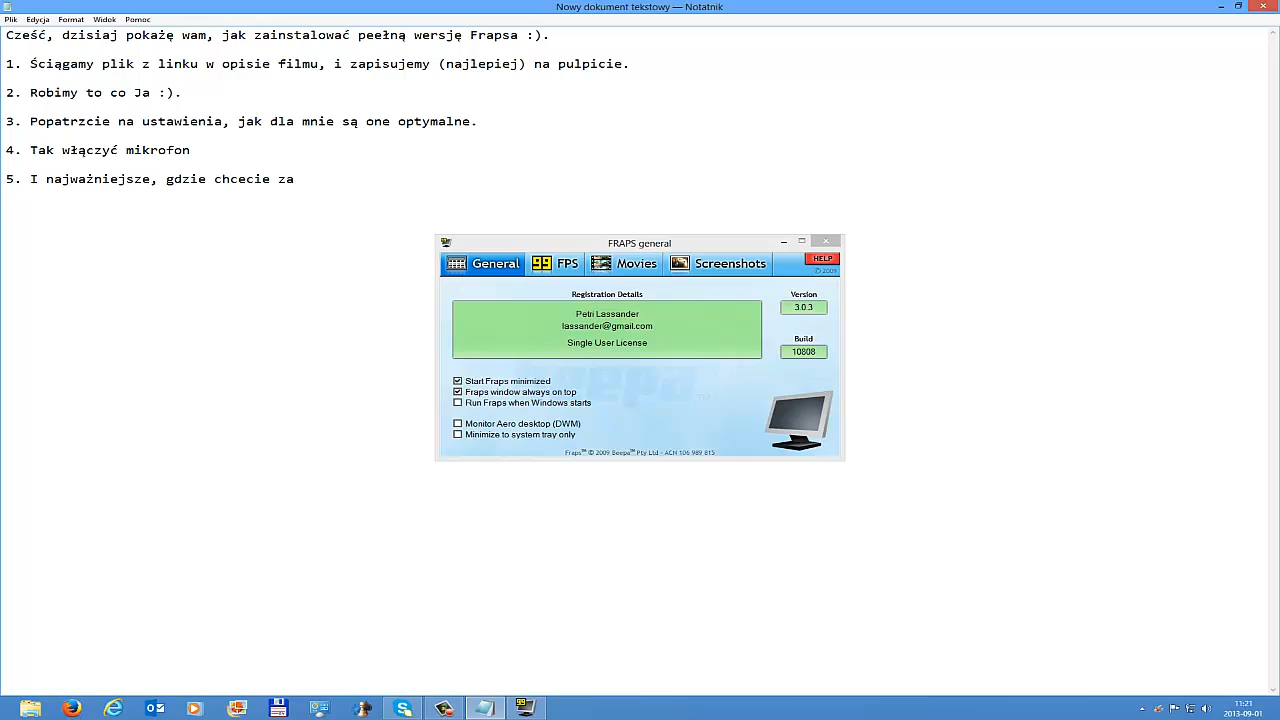 Nowy dokument tekstowy — Notatnik
Plik Edycja Format Widok Pomoc
Cześć, dzisiaj pokażę wam, jak zainstalować peełną wersję Frapsa :).
1. Ściągamy plik z linku w opisie filmu, i zapisujemy (najlepiej) na pulpicie.
2. Robimy to co Ja :).
3. Popatrzcie na ustawienia, jak dla mnie są one optymalne.
4. Tak włączyć mikrofon
5. I najważniejsze, gdzie chcecie za
FRAPS general
General 99 FPS Movies Screenshots HELP
© 2009
Registration Details
Petri Lassander
lassander@gmail.com
Single User License
Version
3.0.3
Build
10808
Start Fraps minimized
Fraps window always on top
Run Fraps when Windows starts
Monitor Aero desktop (DWM)
Minimize to system tray only
Fraps™ © 2009 Beepa™ Pty Ltd - ACN 106 989 815
11:21
2013-09-01